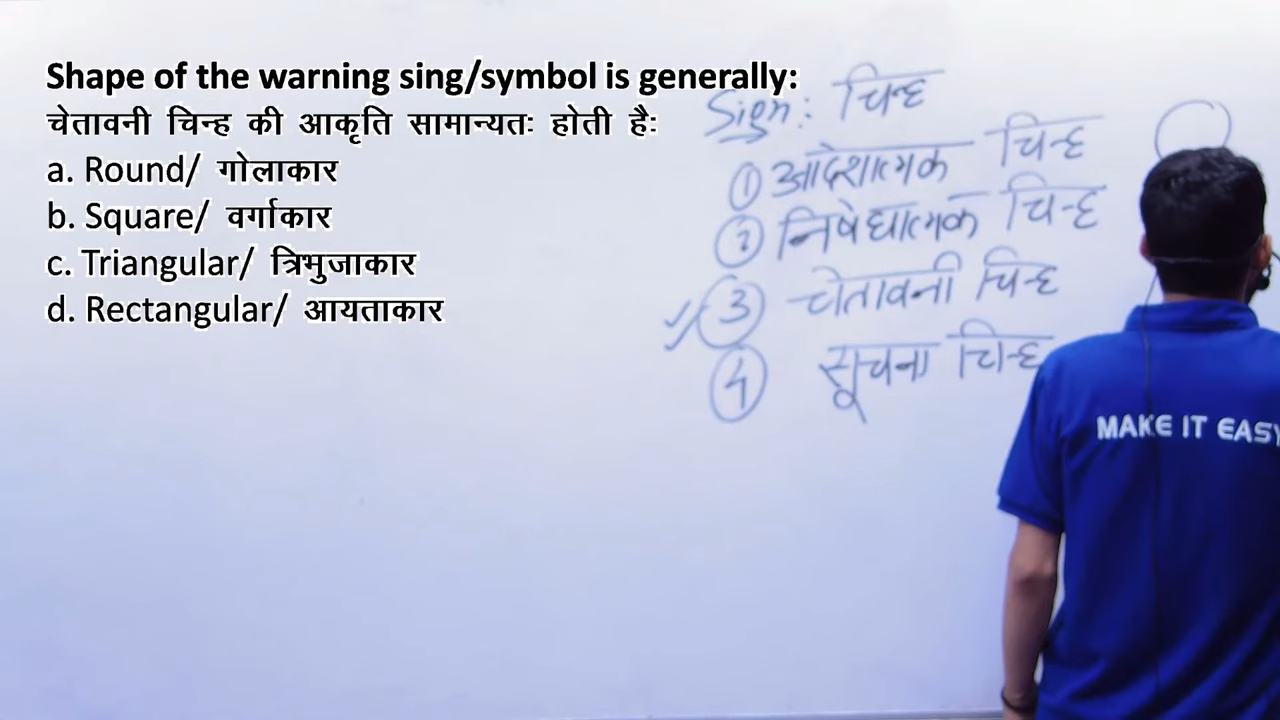 Shape of the warning sing/symbol is generally:
चेतावनी चिन्ह की आकृति सामान्यतः होती हैः
a. Round/ गोलाकार
b. Square/ वर्गाकार
c. Triangular/ त्रिभुजाकार
d. Rectangular/ आयताकार
Sign: चिन्ह
① आदेशात्मक चिन्ह
② निषेधात्मक चिन्ह
③ चेतावनी चिन्ह
④ सूचना चिन्ह
MAKE IT EASY